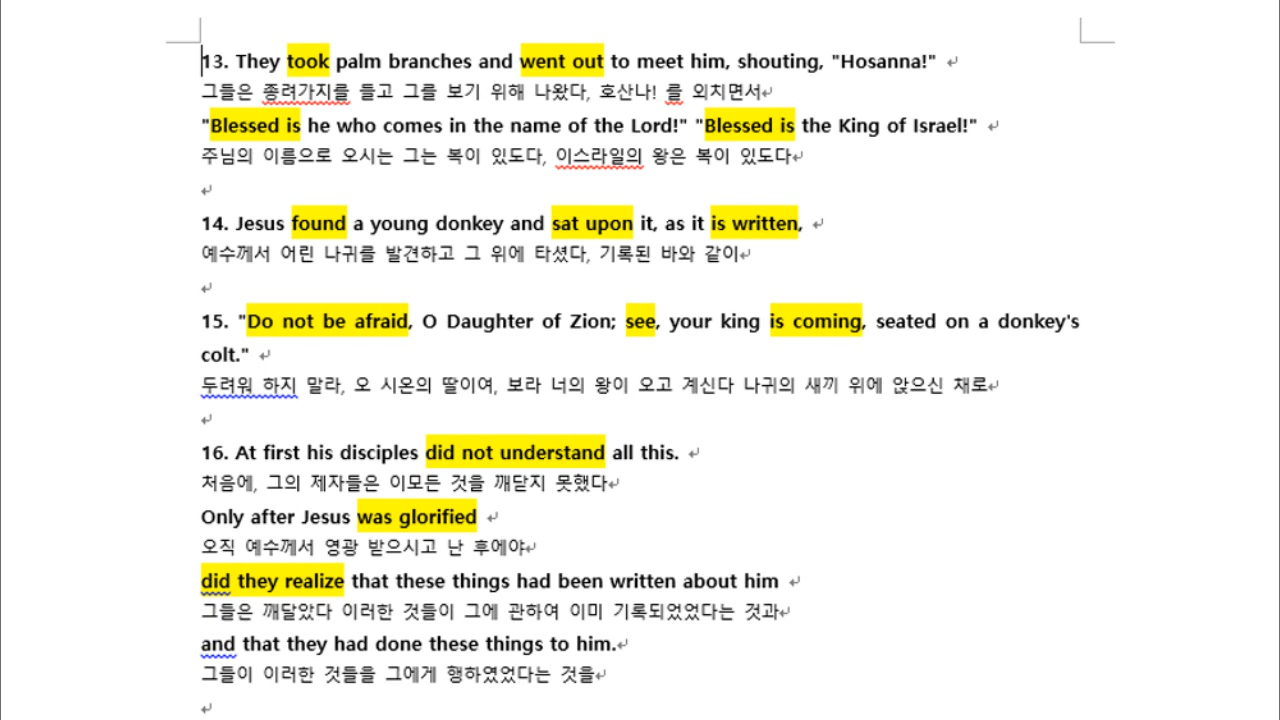 13. They took palm branches and went out to meet him, shouting, "Hosanna!"
그들은 종려가지를 들고 그를 보기 위해 나왔다, 호산나! 를 외치면서
"Blessed is he who comes in the name of the Lord!" "Blessed is the King of Israel!"
주님의 이름으로 오시는 그는 복이 있도다, 이스라일의 왕은 복이 있도다
14. Jesus found a young donkey and sat upon it, as it is written,
예수께서 어린 나귀를 발견하고 그 위에 타셨다, 기록된 바와 같이
15. "Do not be afraid, O Daughter of Zion; see, your king is coming, seated on a donkey's
colt."
두려워 하지 말라, 오 시온의 딸이여, 보라 너의 왕이 오고 계신다 나귀의 새끼 위에 앉으신 채로
16. At first his disciples did not understand all this.
처음에, 그의 제자들은 이모든 것을 깨닫지 못했다
Only after Jesus was glorified
오직 예수께서 영광 받으시고 난 후에야
did they realize that these things had been written about him
그들은 깨달았다 이러한 것들이 그에 관하여 이미 기록되었었다는 것과
and that they had done these things to him.
그들이 이러한 것들을 그에게 행하였었다는 것을